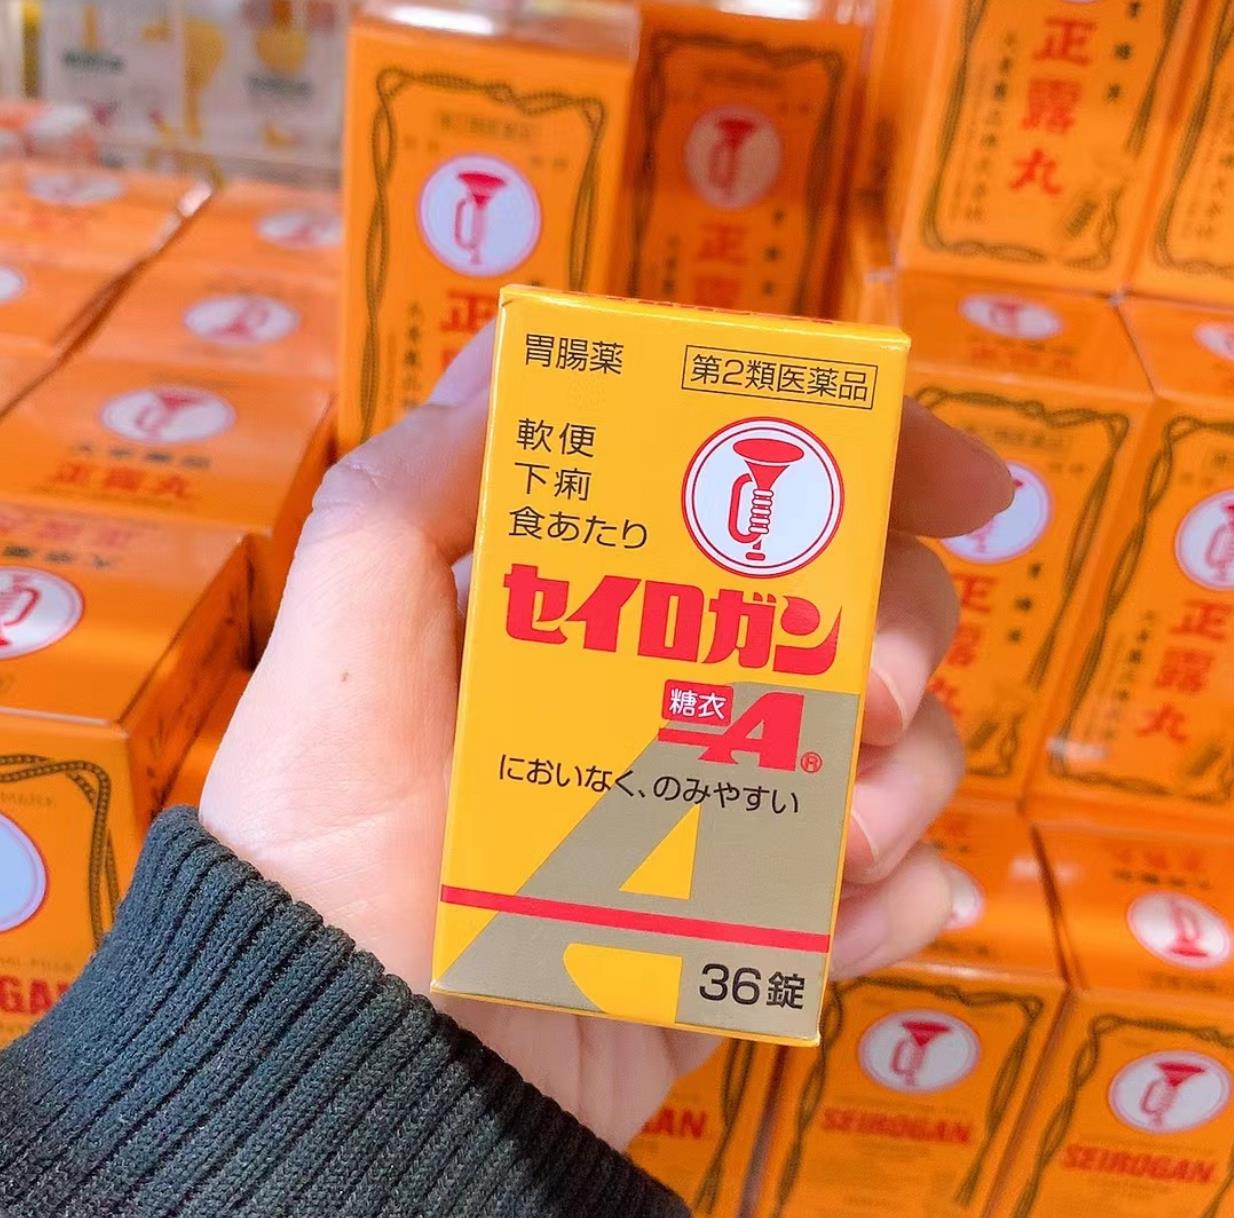 胃腸薬
第2類医薬品
軟便
下痢
食あたり
セイロガン
糖衣
A®
においなく、のみやすい
36錠
正露丸
正露丸
正露丸
SEIROGAN
SEIROGAN